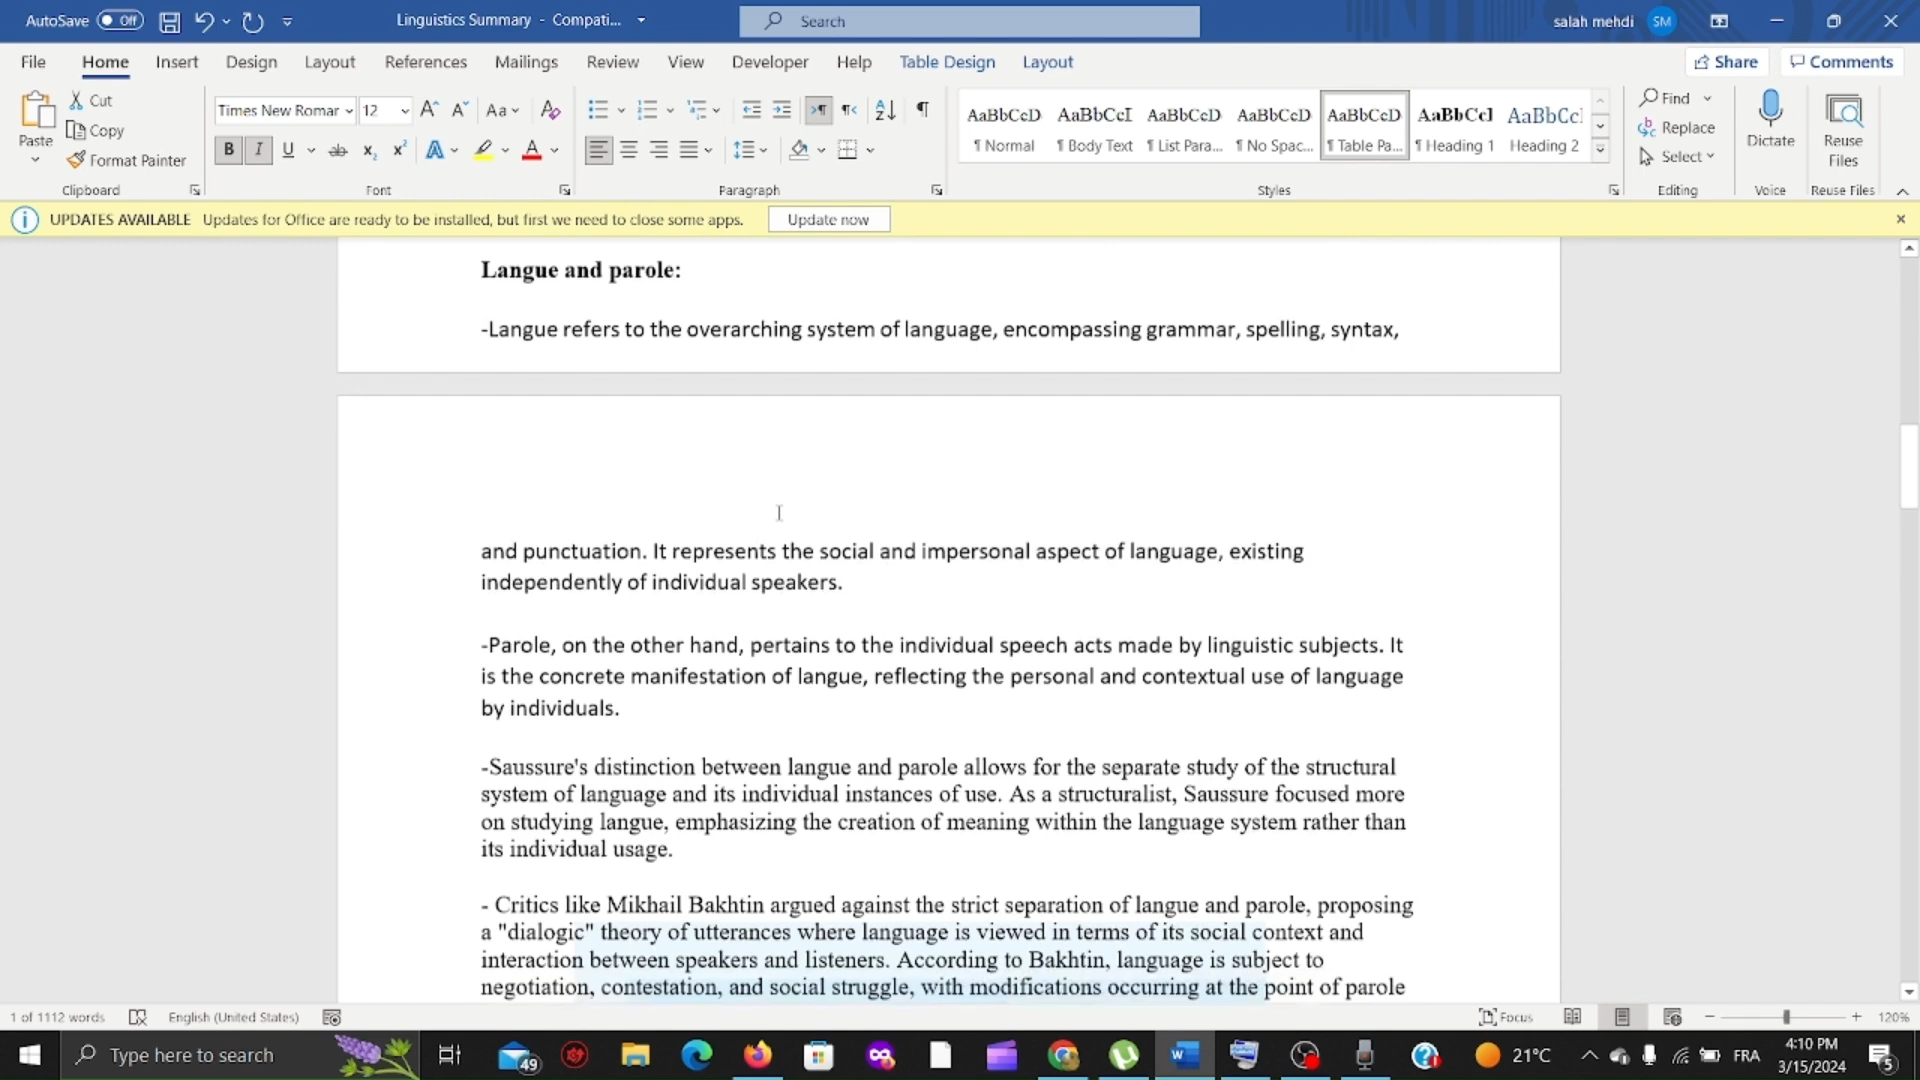 AutoSave Off Linguistics Summary - Compati... Search salah mehdi SM
File Home Insert Design Layout References Mailings Review View Developer Help Table Design Layout Share Comments
Paste Cut Copy Format Painter Clipboard
Times New Romar 12 Aa Font
Paragraph
AaBbCcD AaBbCcI AaBbCcD AaBbCcD AaBbCcD AaBbCcI AaBbCcI
¶ Normal ¶ Body Text ¶ List Para... ¶ No Spac... ¶ Table Pa... ¶ Heading 1 Heading 2
Styles
Find Replace Select Editing
Dictate Voice
Reuse Files Reuse Files
UPDATES AVAILABLE Updates for Office are ready to be installed, but first we need to close some apps. Update now
Langue and parole:
-Langue refers to the overarching system of language, encompassing grammar, spelling, syntax,
and punctuation. It represents the social and impersonal aspect of language, existing
independently of individual speakers.
-Parole, on the other hand, pertains to the individual speech acts made by linguistic subjects. It
is the concrete manifestation of langue, reflecting the personal and contextual use of language
by individuals.
-Saussure's distinction between langue and parole allows for the separate study of the structural
system of language and its individual instances of use. As a structuralist, Saussure focused more
on studying langue, emphasizing the creation of meaning within the language system rather than
its individual usage.
- Critics like Mikhail Bakhtin argued against the strict separation of langue and parole, proposing
a "dialogic" theory of utterances where language is viewed in terms of its social context and
interaction between speakers and listeners. According to Bakhtin, language is subject to
negotiation, contestation, and social struggle, with modifications occurring at the point of parole
1 of 1112 words English (United States) Focus 120%
Type here to search 49 21°C FRA 4:10 PM
3/15/2024 5